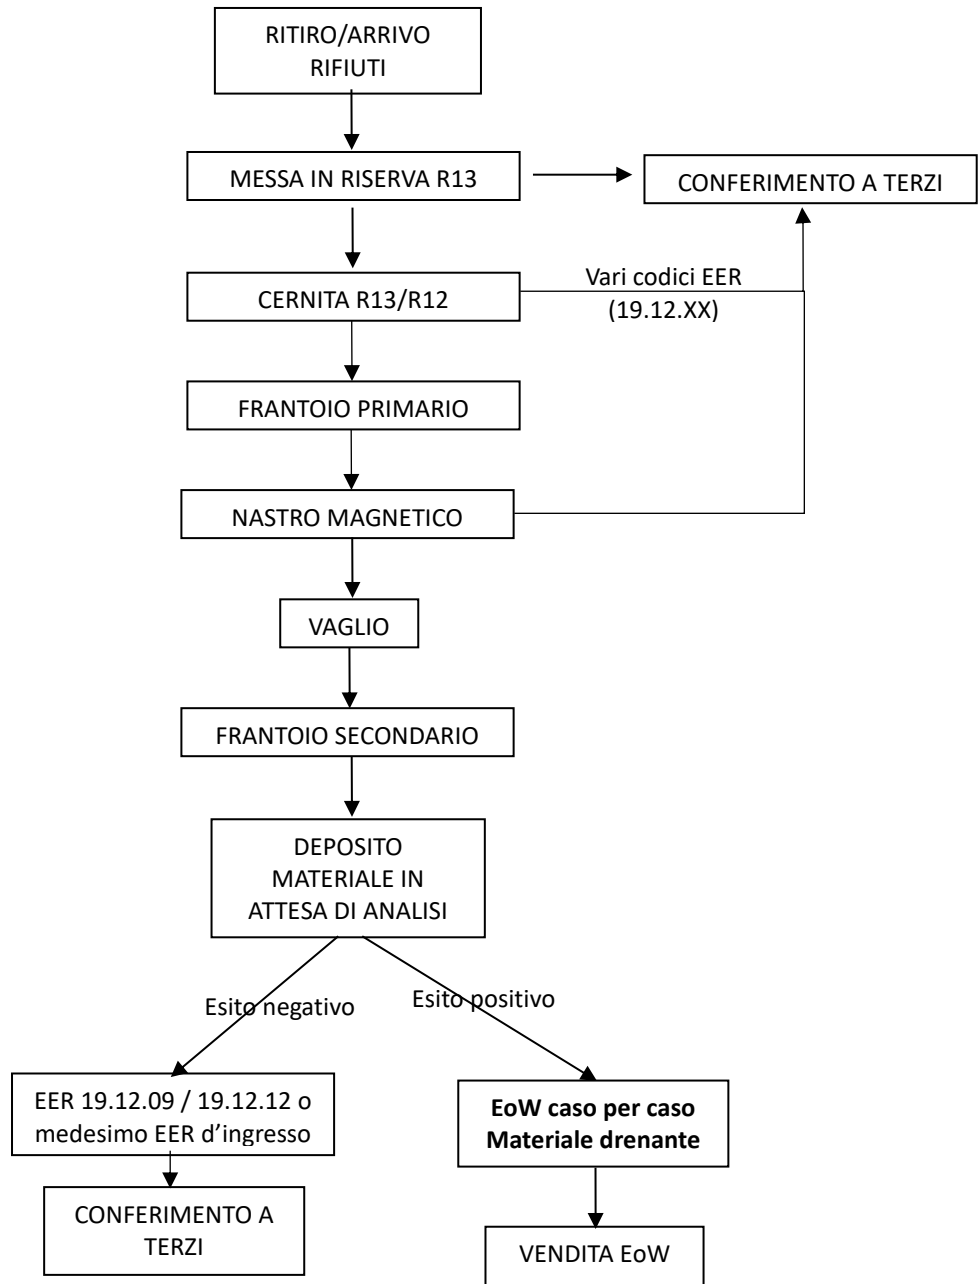 RITIRO/ARRIVO
RIFIUTI
MESSA IN RISERVA R13
CONFERIMENTO A TERZI
CERNITA R13/R12
Vari codici EER
(19.12.XX)
FRANTOIO PRIMARIO
NASTRO MAGNETICO
VAGLIO
FRANTOIO SECONDARIO
DEPOSITO
MATERIALE IN
ATTESA DI ANALISI
Esito negativo
Esito positivo
EER 19.12.09 / 19.12.12 o
medesimo EER d’ingresso
EoW caso per caso
Materiale drenante
CONFERIMENTO A
TERZI
VENDITA EoW